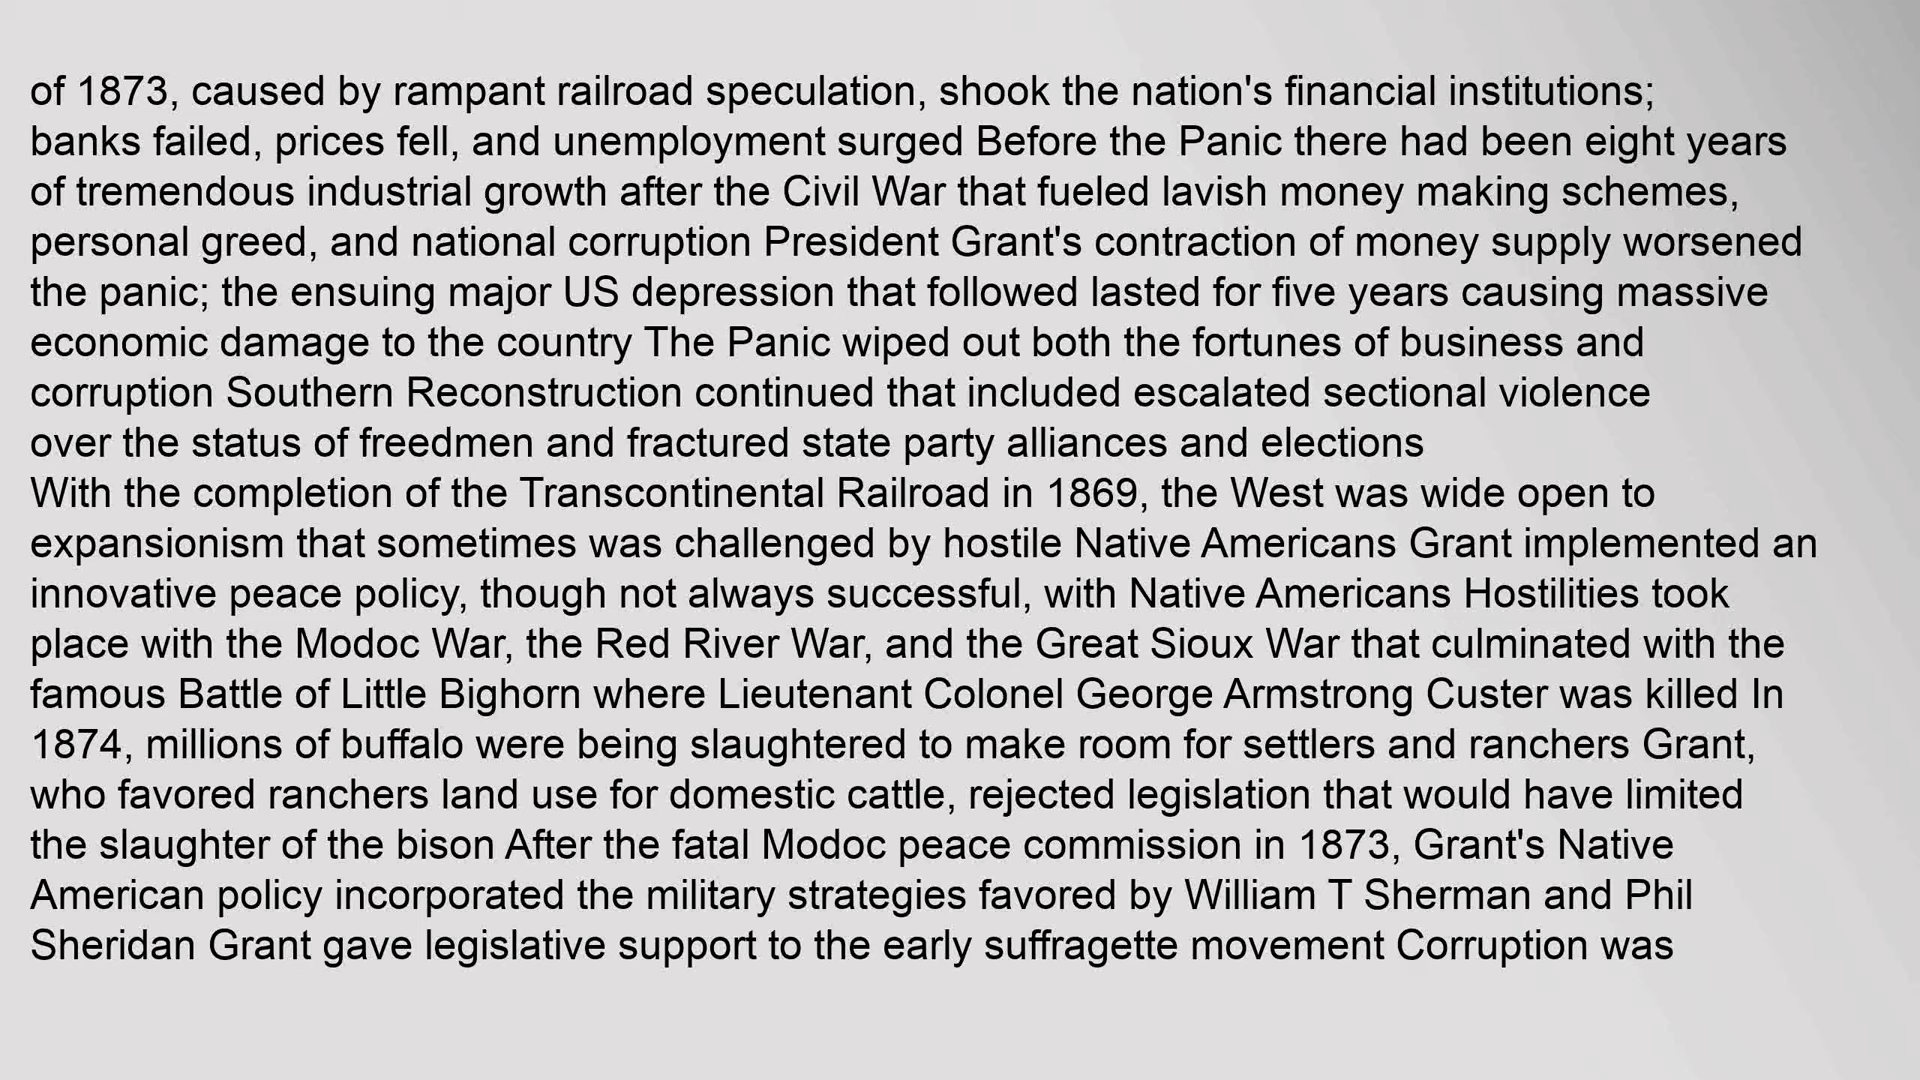 of 1873, caused by rampant railroad speculation, shook the nation's financial institutions;
banks failed, prices fell, and unemployment surged Before the Panic there had been eight years
of tremendous industrial growth after the Civil War that fueled lavish money making schemes,
personal greed, and national corruption President Grant's contraction of money supply worsened
the panic; the ensuing major US depression that followed lasted for five years causing massive
economic damage to the country The Panic wiped out both the fortunes of business and
corruption Southern Reconstruction continued that included escalated sectional violence
over the status of freedmen and fractured state party alliances and elections
With the completion of the Transcontinental Railroad in 1869, the West was wide open to
expansionism that sometimes was challenged by hostile Native Americans Grant implemented an
innovative peace policy, though not always successful, with Native Americans Hostilities took
place with the Modoc War, the Red River War, and the Great Sioux War that culminated with the
famous Battle of Little Bighorn where Lieutenant Colonel George Armstrong Custer was killed In
1874, millions of buffalo were being slaughtered to make room for settlers and ranchers Grant,
who favored ranchers land use for domestic cattle, rejected legislation that would have limited
the slaughter of the bison After the fatal Modoc peace commission in 1873, Grant's Native
American policy incorporated the military strategies favored by William T Sherman and Phil
Sheridan Grant gave legislative support to the early suffragette movement Corruption was